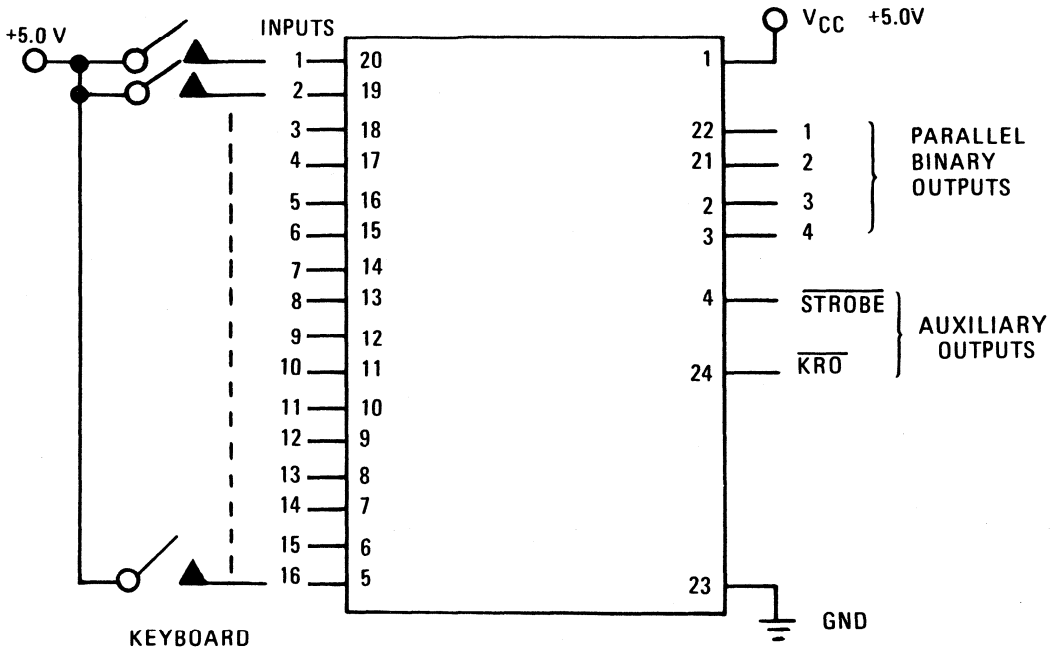 +5.0 V
INPUTS
VCC +5.0V
1 20 1
2 19
3 18 22 1
4 17 21 2
5 16 2 3
6 15 3 4
PARALLEL
BINARY
OUTPUTS
7 14
8 13 4 STROBE
9 12
10 11 24 KRO
AUXILIARY
OUTPUTS
11 10
12 9
13 8
14 7
15 6
16 5 23
GND
KEYBOARD